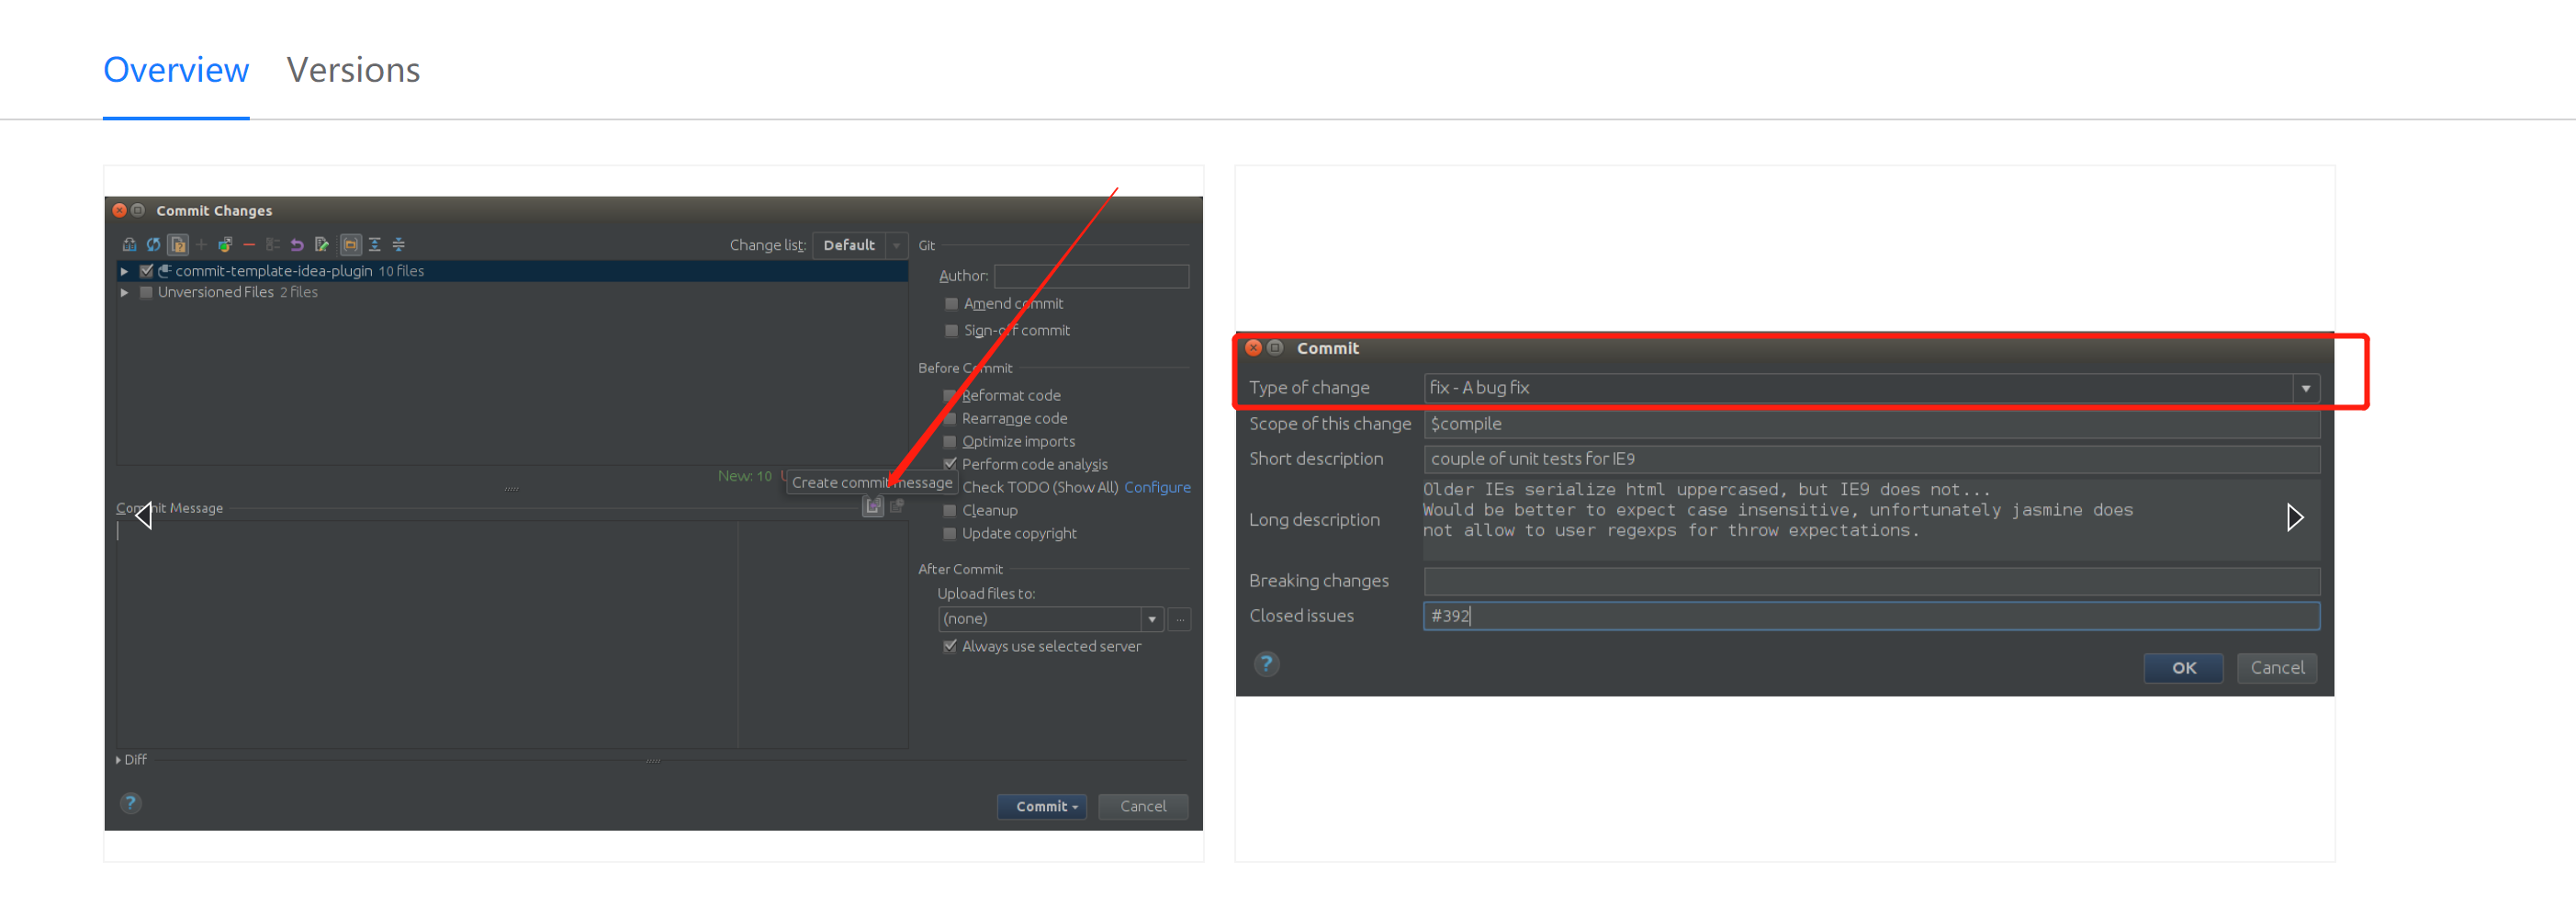 Overview Versions
Commit Changes
Change list: Default
commit-template-idea-plugin 10 files
Unversioned Files 2 files
New: 10
Create commit message
Commit Message
Diff
Git
Author:
Amend commit
Sign-off commit
Before Commit
Reformat code
Rearrange code
Optimize imports
Perform code analysis
Check TODO (Show All) Configure
Cleanup
Update copyright
After Commit
Upload files to:
(none) ...
Always use selected server
? Commit Cancel
Commit
Type of change fix - A bug fix
Scope of this change $compile
Short description couple of unit tests for IE9
Long description
Older IEs serialize html uppercased, but IE9 does not...
Would be better to expect case insensitive, unfortunately jasmine does
not allow to user regexps for throw expectations.
Breaking changes
Closed issues #392
? OK Cancel